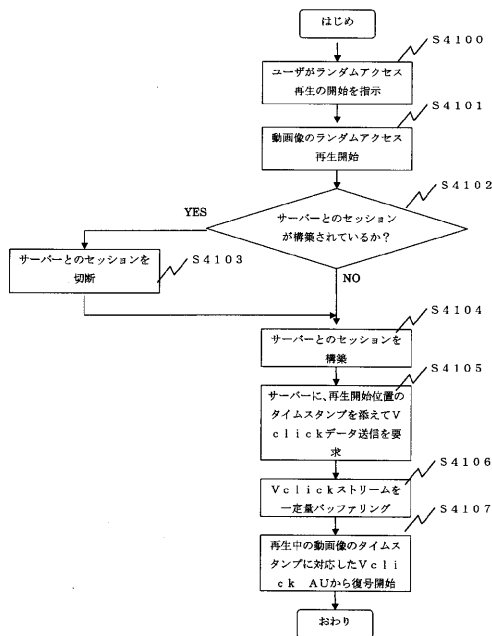 はじめ
S4100
ユーザがランダムアクセス
再生の開始を指示
S4101
動画像のランダムアクセス
再生開始
S4102
サーバーとのセッション
が構築されているか？
YES
サーバーとのセッションを
切断
S4103
NO
S4104
サーバーとのセッションを
構築
S4105
サーバーに、再生開始位置の
タイムスタンプを添えてV
clickデータ送信を要
求
S4106
Vclickストリームを
一定量バッファリング
S4107
再生中の動画像のタイムス
タンプに対応したVcli
ck AUから復号開始
おわり